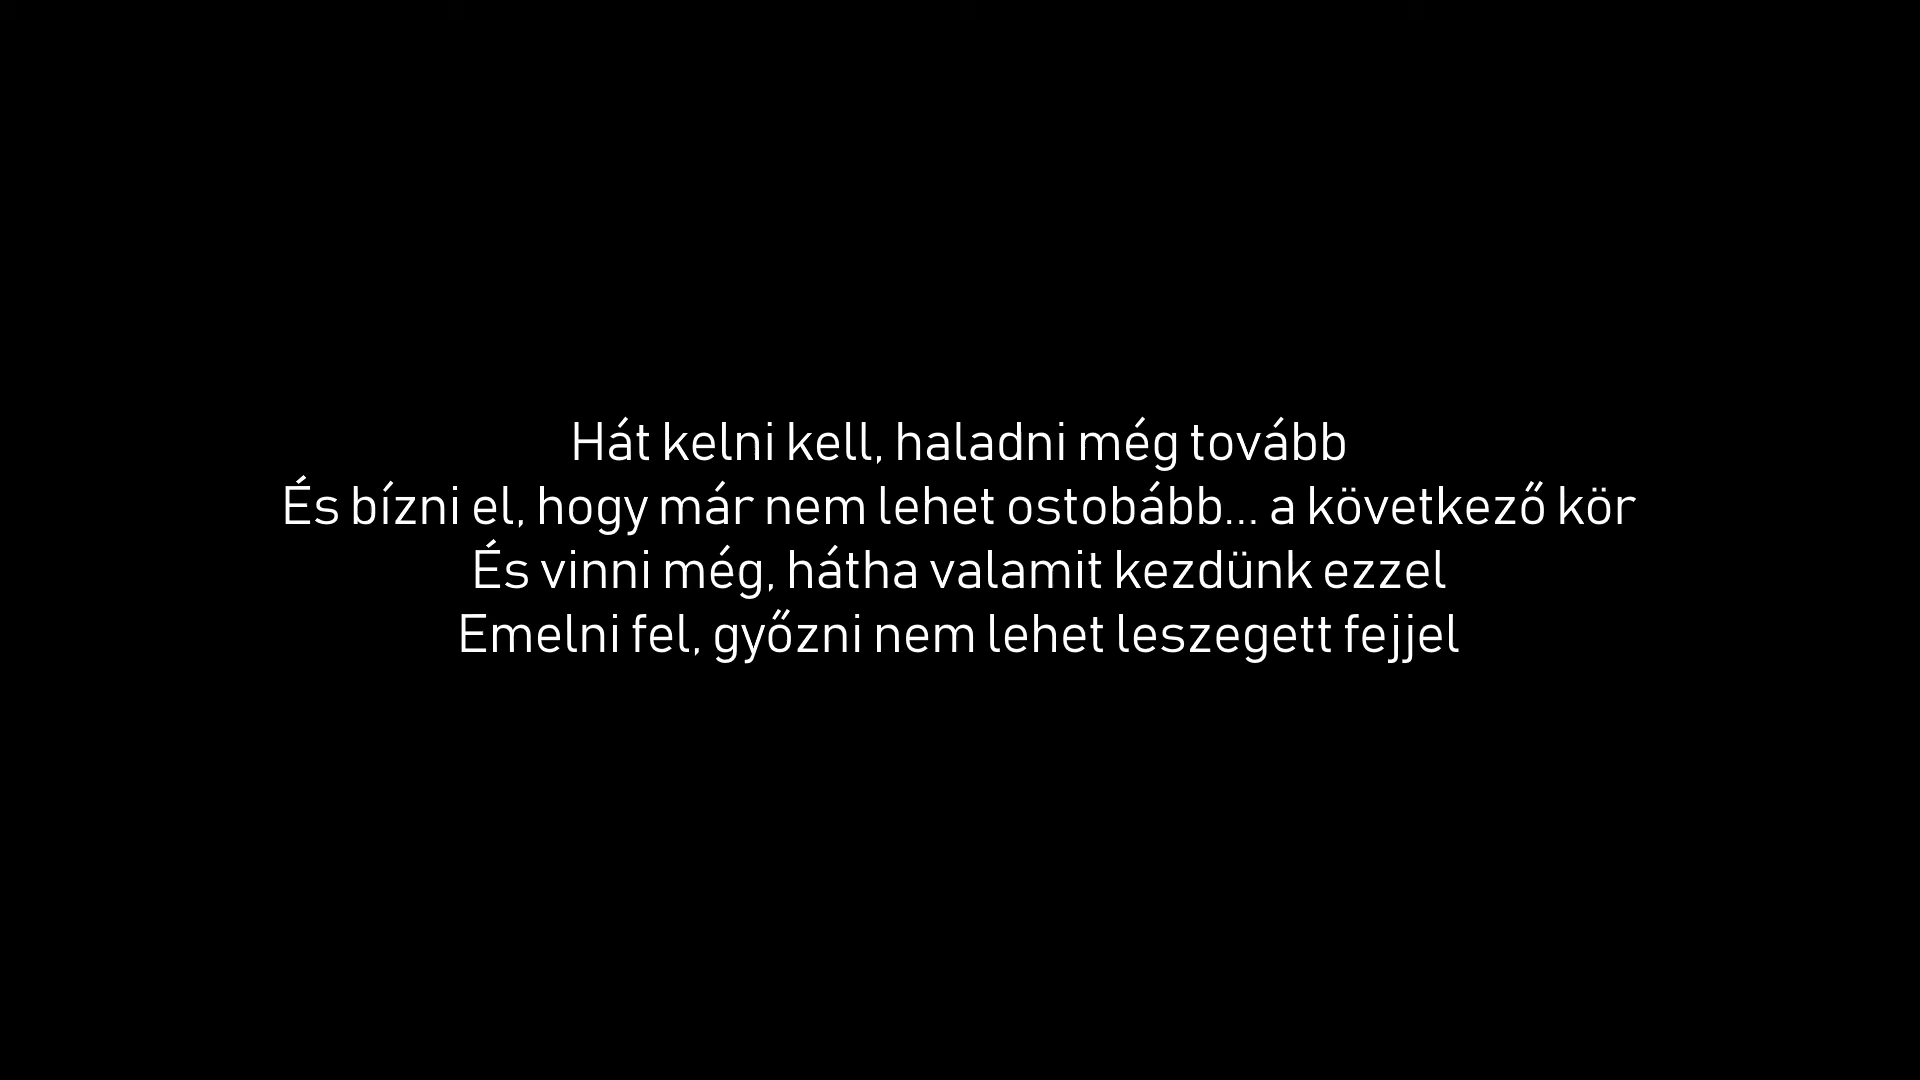 Hát kelni kell, haladni még tovább
És bízni el, hogy már nem lehet ostobább... a következő kör
És vinni még, hátha valamit kezdünk ezzel
Emelni fel, győzni nem lehet leszegett fejjel